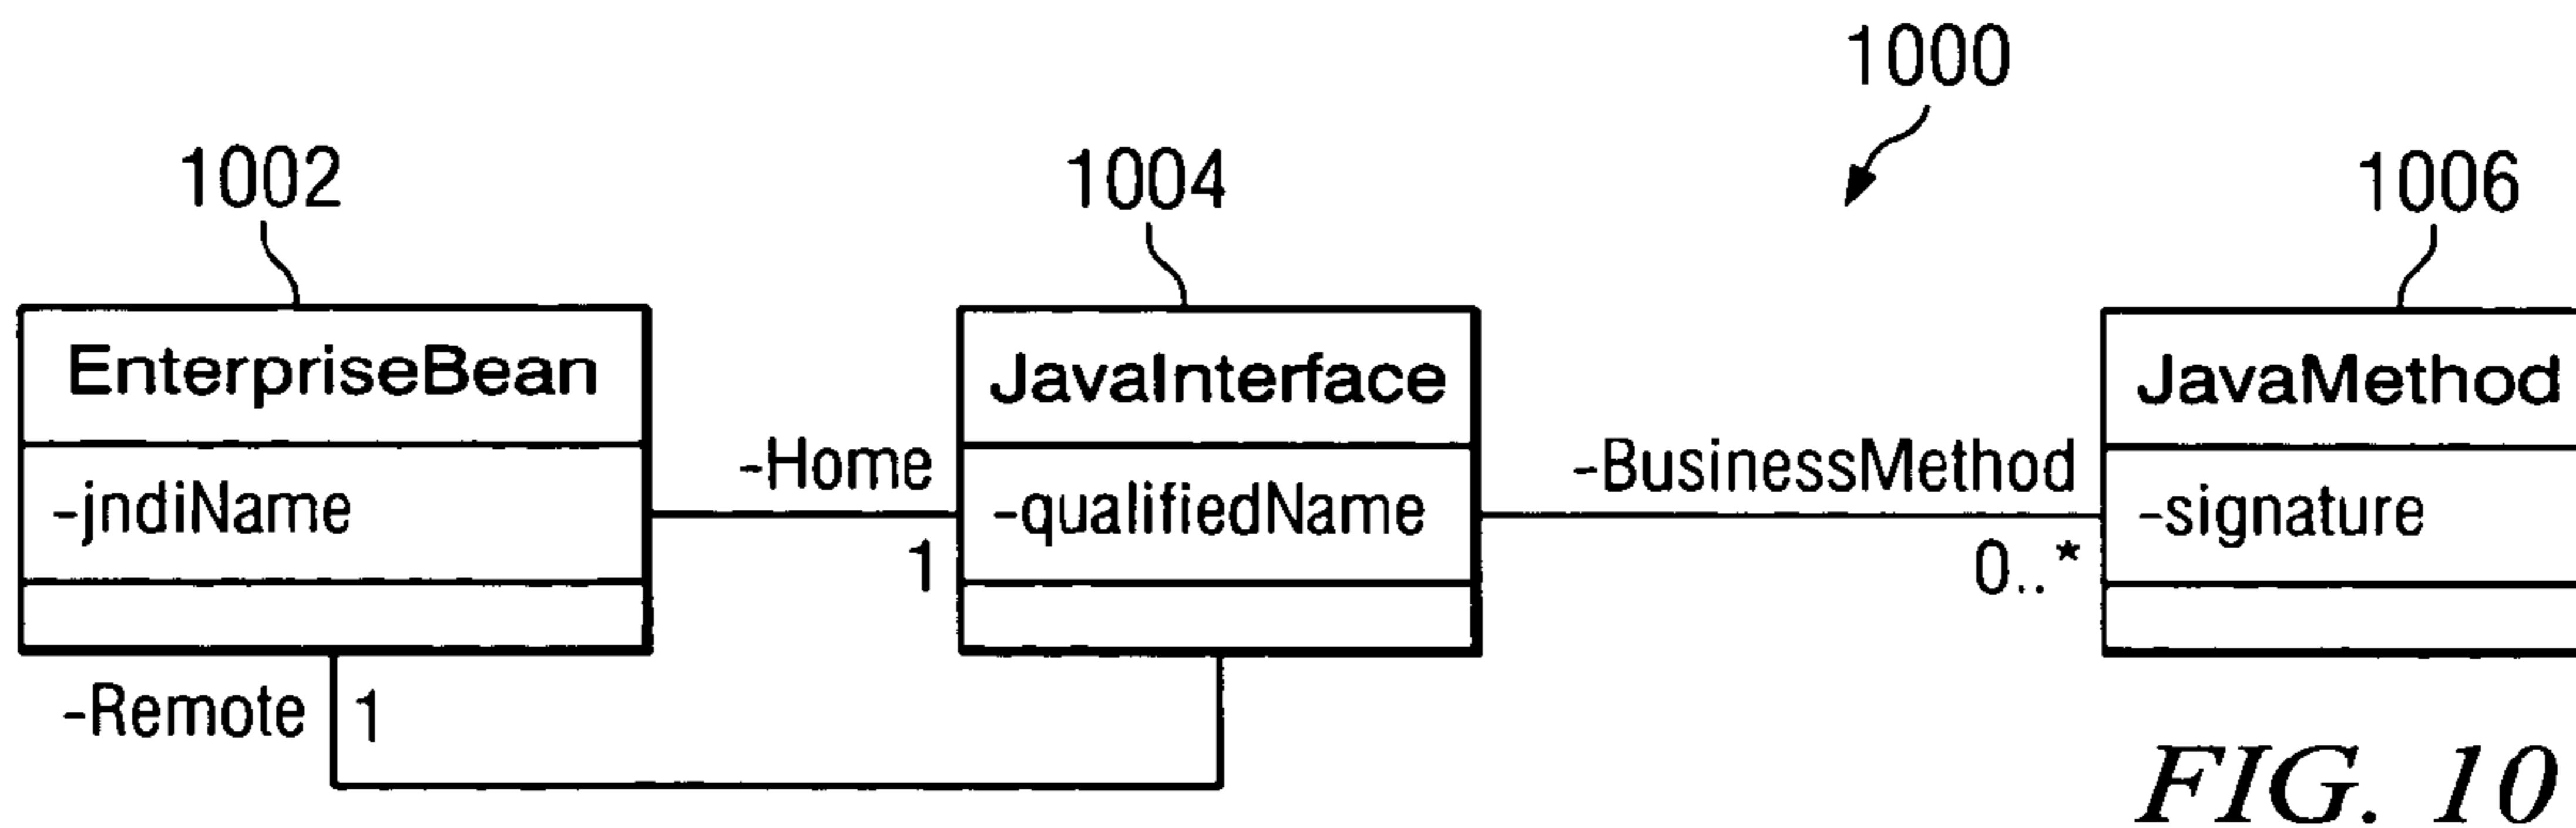 1000
1002
1004
1006
EnterpriseBean
JavaInterface
JavaMethod
-jndiName
-Home
1
-qualifiedName
-BusinessMethod
0..*
-signature
-Remote
1
FIG. 10